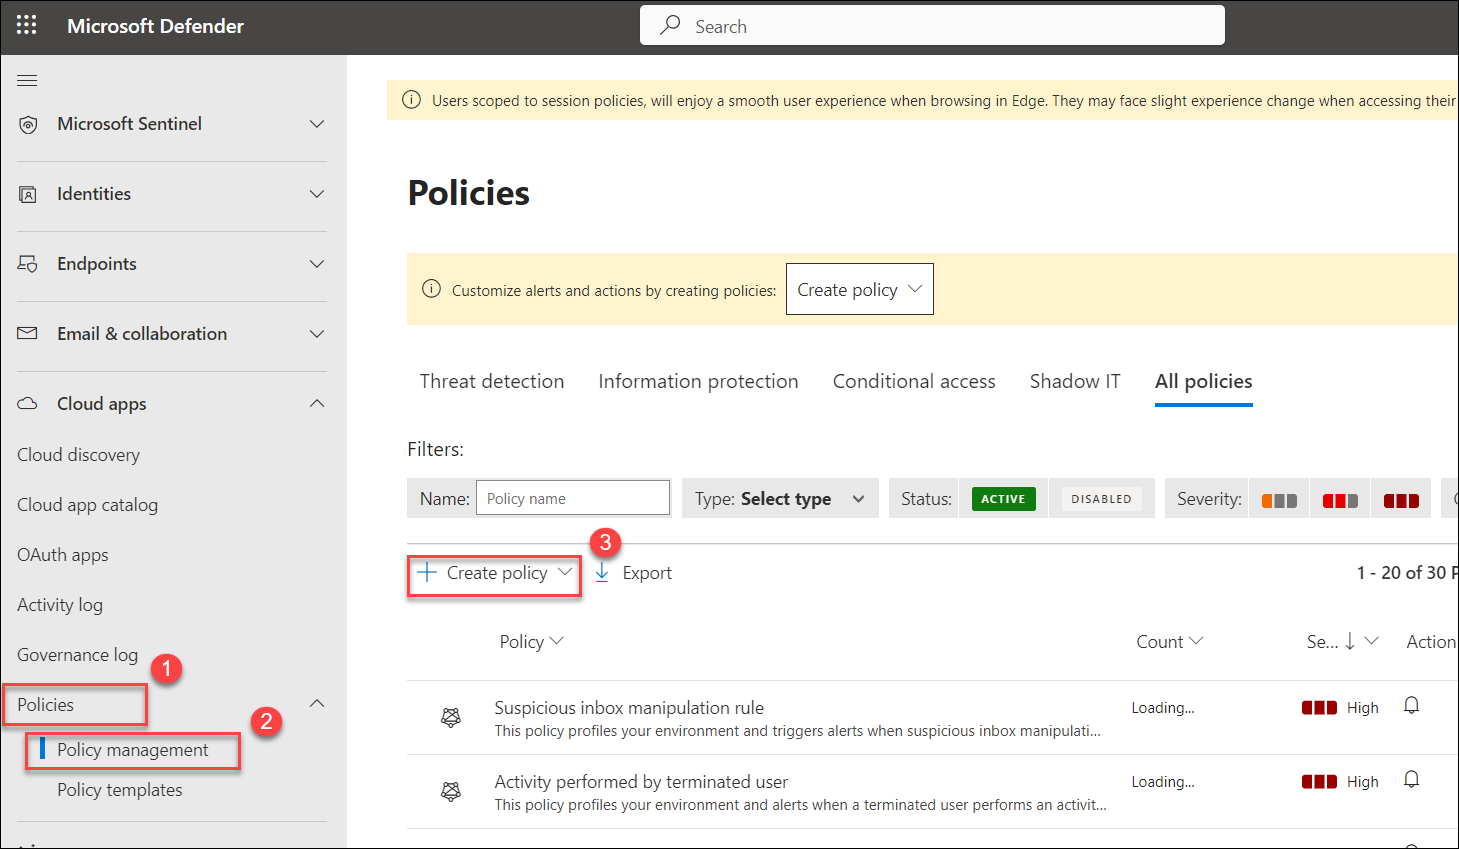 Microsoft Defender
Search
Microsoft Sentinel
Identities
Endpoints
Email & collaboration
Cloud apps
Cloud discovery
Cloud app catalog
OAuth apps
Activity log
Governance log
1
Policies
2
Policy management
Policy templates
Users scoped to session policies, will enjoy a smooth user experience when browsing in Edge. They may face slight experience change when accessing their
Policies
Customize alerts and actions by creating policies: Create policy
Threat detection Information protection Conditional access Shadow IT All policies
Filters:
Name: Policy name Type: Select type Status: ACTIVE DISABLED Severity:
3
Create policy Export 1 - 20 of 30
Policy Count Se... Action
Suspicious inbox manipulation rule Loading... High
This policy profiles your environment and triggers alerts when suspicious inbox manipulati...
Activity performed by terminated user Loading... High
This policy profiles your environment and alerts when a terminated user performs an activit...